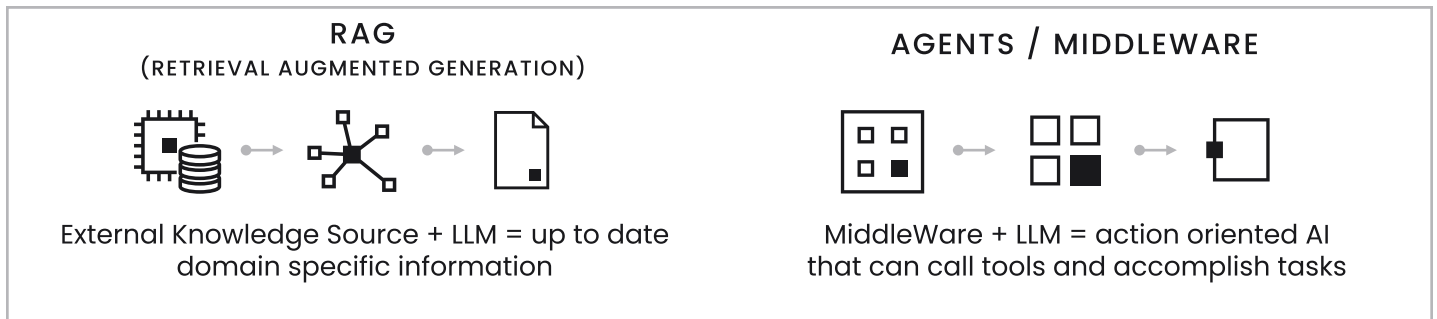 RAG
(RETRIEVAL AUGMENTED GENERATION)
External Knowledge Source + LLM = up to date
domain specific information
AGENTS / MIDDLEWARE
MiddleWare + LLM = action oriented AI
that can call tools and accomplish tasks